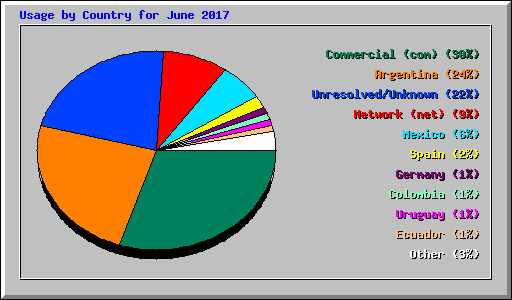 Usage by Country for June 2017
Commercial (com) (30%)
Argentina (24%)
Unresolved/Unknown (22%)
Network (net) (9%)
Mexico (6%)
Spain (2%)
Germany (1%)
Colombia (1%)
Uruguay (1%)
Ecuador (1%)
Other (3%)